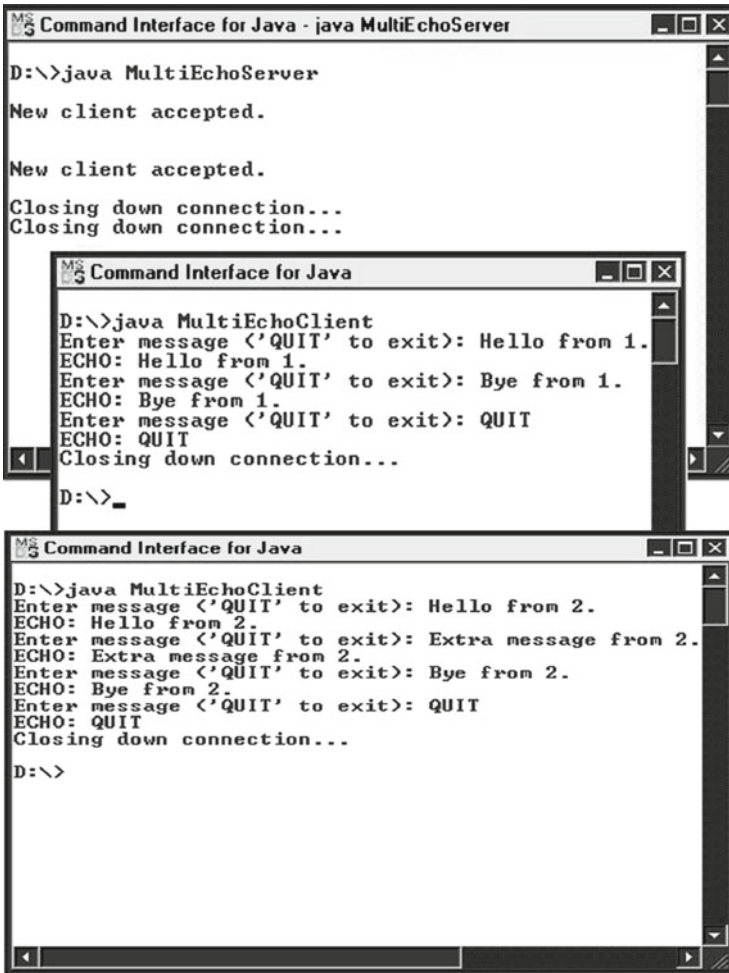 Command Interface for Java - java MultiEchoServer
D:\>java MultiEchoServer
New client accepted.
New client accepted.
Closing down connection...
Closing down connection...
Command Interface for Java
D:\>java MultiEchoClient
Enter message ('QUIT' to exit): Hello from 1.
ECHO: Hello from 1.
Enter message ('QUIT' to exit): Bye from 1.
ECHO: Bye from 1.
Enter message ('QUIT' to exit): QUIT
ECHO: QUIT
Closing down connection...
D:\>_
Command Interface for Java
D:\>java MultiEchoClient
Enter message ('QUIT' to exit): Hello from 2.
ECHO: Hello from 2.
Enter message ('QUIT' to exit): Extra message from 2.
ECHO: Extra message from 2.
Enter message ('QUIT' to exit): Bye from 2.
ECHO: Bye from 2.
Enter message ('QUIT' to exit): QUIT
ECHO: QUIT
Closing down connection...
D:\>